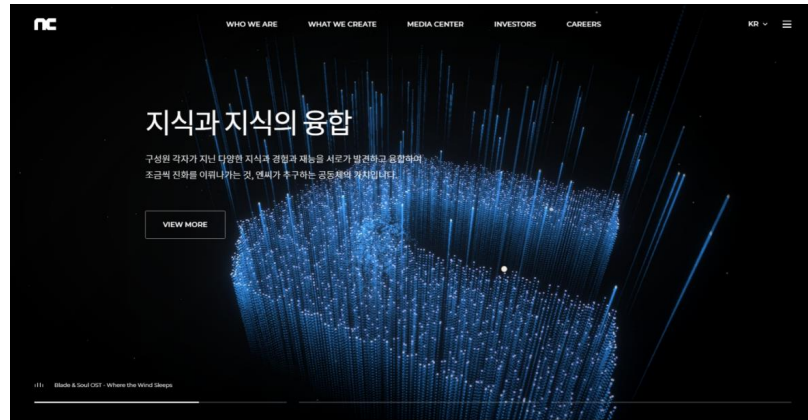 nc
WHO WE ARE WHAT WE CREATE MEDIA CENTER INVESTORS CAREERS KR
지식과 지식의 융합
구성원 각자가 지닌 다양한 지식과 경험과 재능을 서로가 발견하고 융합하여
조금씩 진화를 이뤄나가는 것, 엔씨가 추구하는 공동체의 가치입니다.
VIEW MORE
Blade & Soul OST - Where the Wind Sleeps